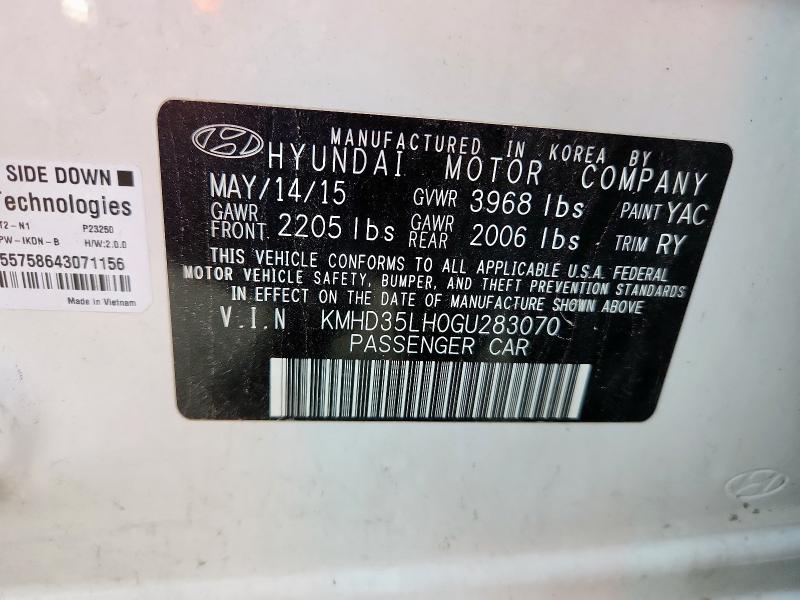 SIDE DOWN
Technologies
T2-N1 P23250
PW-IKON-B H/W:2.0.0
55758643071156
Made in Vietnam
MANUFACTURED IN KOREA BY
HYUNDAI MOTOR COMPANY
MAY/14/15 GVWR 3968 lbs PAINT YAC
GAWR FRONT 2205 lbs GAWR REAR 2006 lbs TRIM RY
THIS VEHICLE CONFORMS TO ALL APPLICABLE U.S.A. FEDERAL
MOTOR VEHICLE SAFETY, BUMPER, AND THEFT PREVENTION STANDARDS
IN EFFECT ON THE DATE OF MANUFACTURE SHOWN ABOVE
V.I.N KMHD35LH0GU283070
PASSENGER CAR